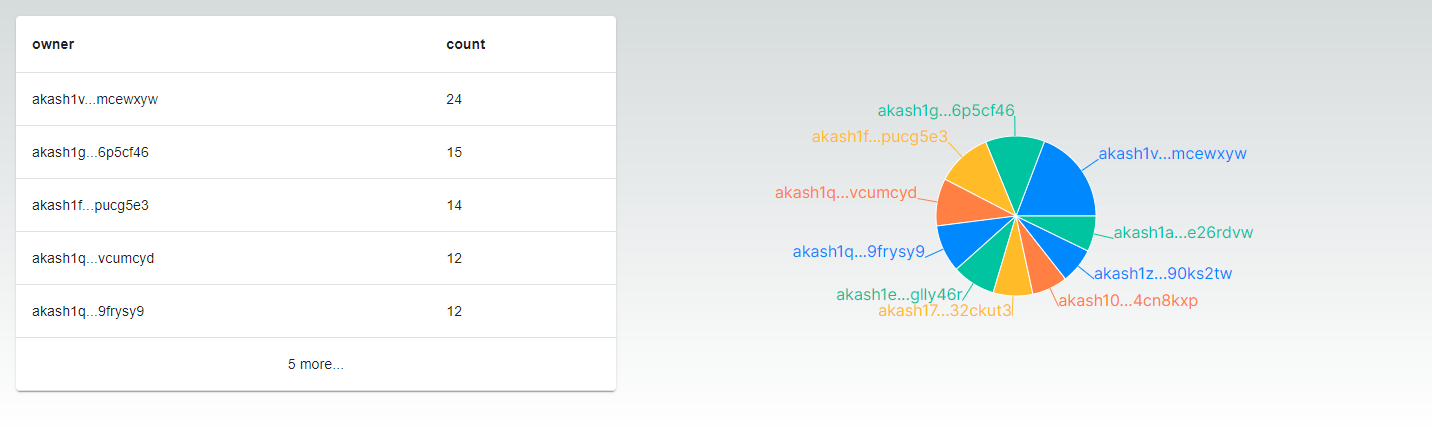 owner count
akash1v...mcewxyw 24
akash1g...6p5cf46 15
akash1f...pucg5e3 14
akash1q...vcumcyd 12
akash1q...9frysy9 12
5 more...
akash1g...6p5cf46
akash1f...pucg5e3
akash1v...mcewxyw
akash1q...vcumcyd
akash1a...e26rdvw
akash1q...9frysy9
akash1z...90ks2tw
akash1e...glly46r
akash10...4cn8kxp
akash17...32ckut3